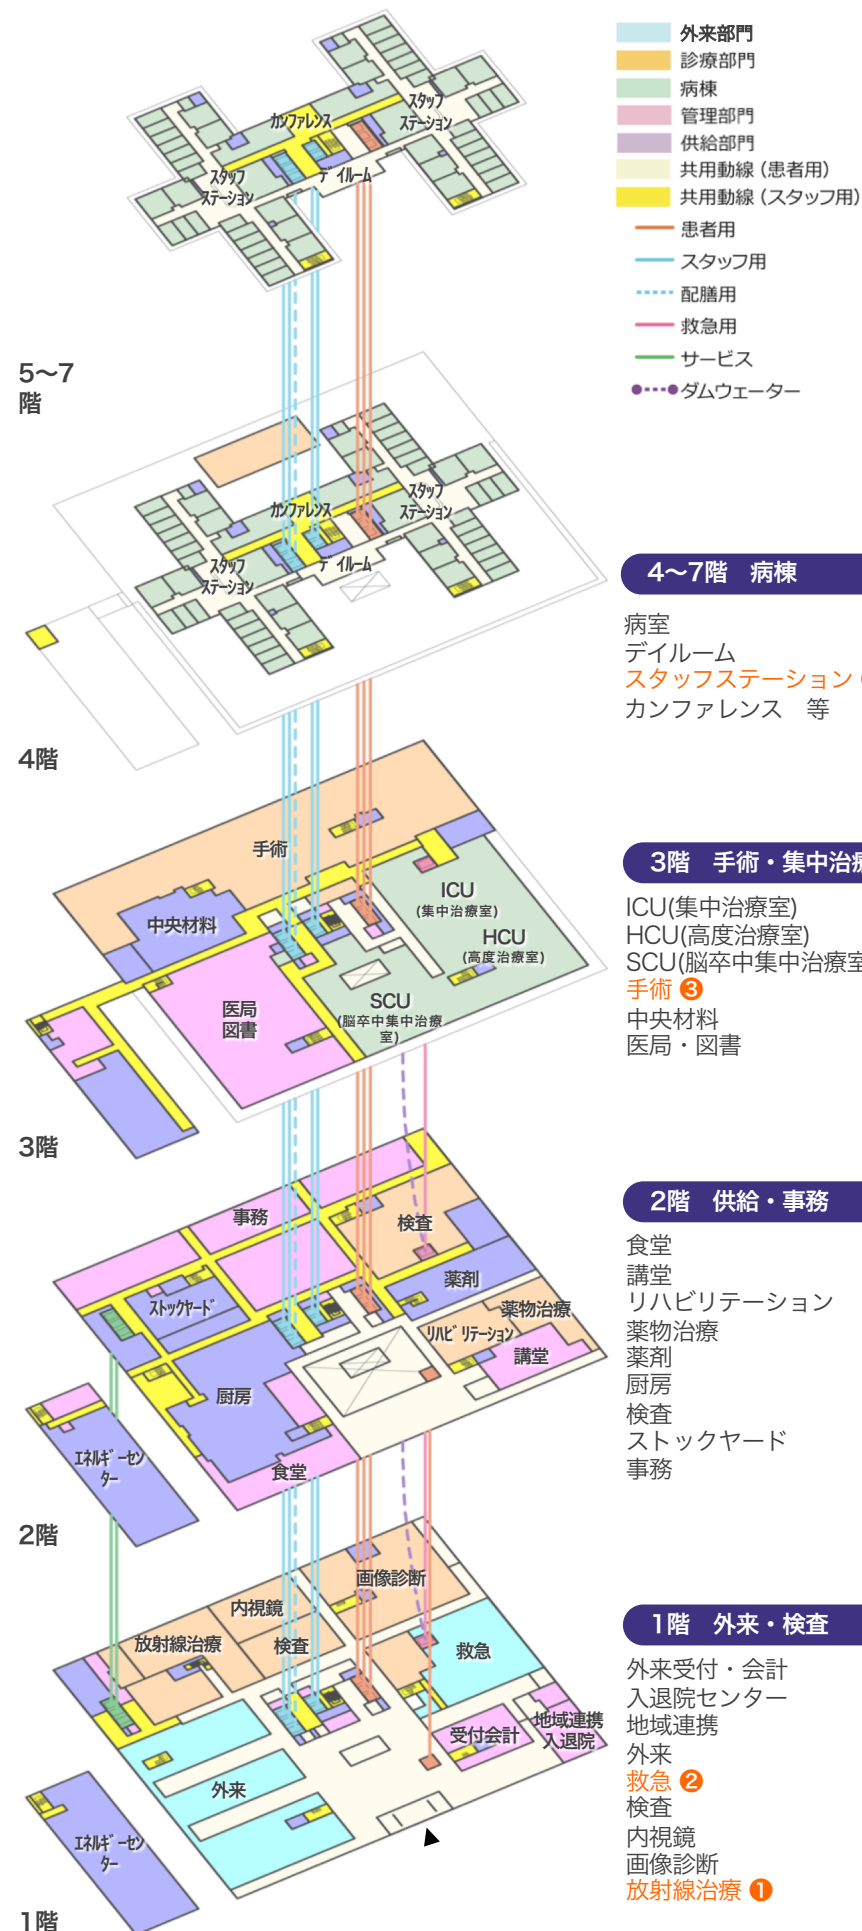 外来部門
診療部門
病棟
管理部門
供給部門
共用動線（患者用）
共用動線（スタッフ用）
患者用
スタッフ用
配膳用
救急用
サービス
ダムウェーター
カンファレンス
スタッフ
ステーション
スタッフ
ステーション
デイルーム
5〜7
階
カンファレンス
スタッフ
ステーション
スタッフ
ステーション
デイルーム
4階
4〜7階　病棟
病室
デイルーム
スタッフステーション
カンファレンス　等
手術
中央材料
ICU
(集中治療室)
HCU
(高度治療室)
SCU
(脳卒中集中治療
室)
医局
図書
3階
3階　手術・集中治療
ICU(集中治療室)
HCU(高度治療室)
SCU(脳卒中集中治療室
手術 ❸
中央材料
医局・図書
事務
検査
ストックヤード
薬剤
薬物治療
リハビリテーション
講堂
厨房
食堂
エネルギーセン
ター
2階
2階　供給・事務
食堂
講堂
リハビリテーション
薬物治療
薬剤
厨房
検査
ストックヤード
事務
画像診断
内視鏡
放射線治療
検査
救急
受付会計
地域連携
入退院
外来
エネルギーセン
ター
1階
1階　外来・検査
外来受付・会計
入退院センター
地域連携
外来
救急 ❷
検査
内視鏡
画像診断
放射線治療 ❶